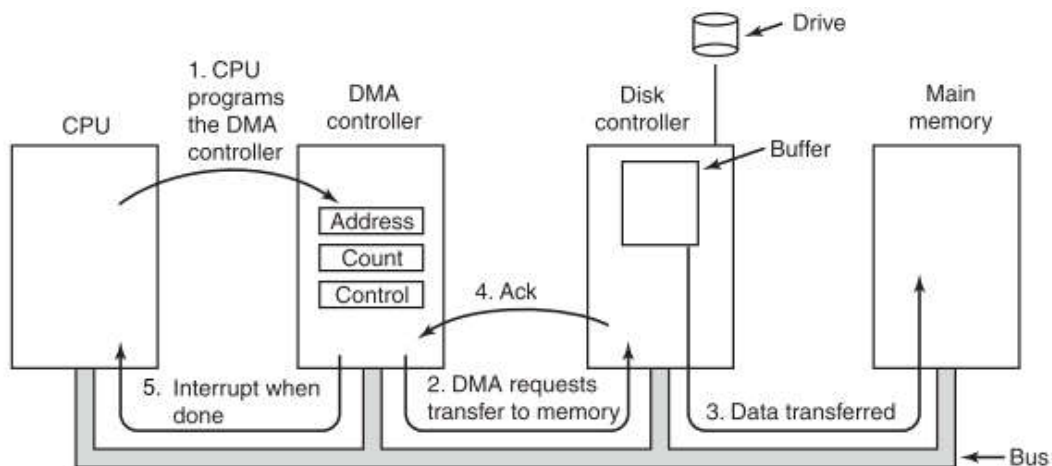 Drive
1. CPU
programs
the DMA
controller
CPU
DMA
controller
Disk
controller
Main
memory
Buffer
Address
Count
Control
4. Ack
5. Interrupt when
done
2. DMA requests
transfer to memory
3. Data transferred
Bus